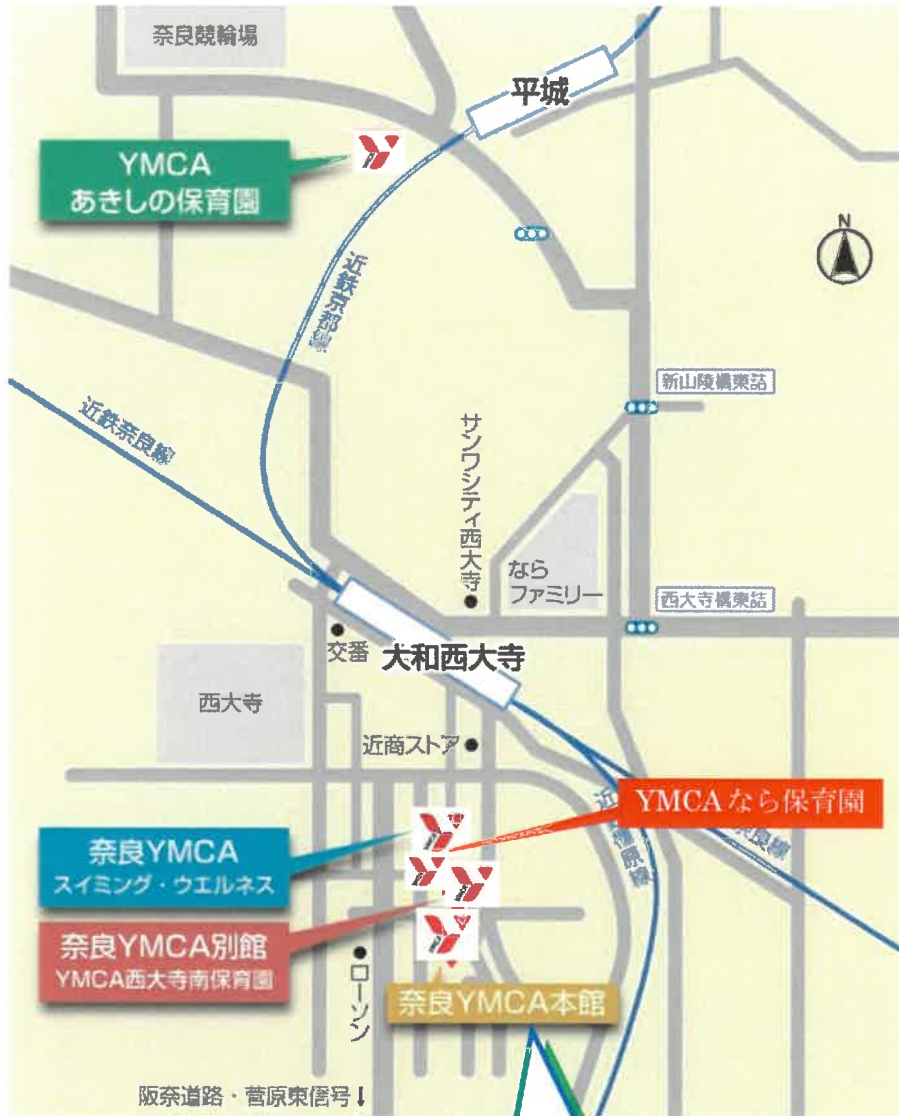 奈良競輪場
平城
YMCA
あきしの保育園
N
近鉄京都線
新山陵橋東詰
近鉄奈良線
サンワシティ西大寺
なら
ファミリー
西大寺橋東詰
交番
大和西大寺
西大寺
近商ストア
YMCAなら保育園
近
橿原線
奈良線
奈良YMCA
スイミング・ウエルネス
奈良YMCA別館
YMCA西大寺南保育園
ローソン
奈良YMCA本館
阪奈道路・菅原東信号↓